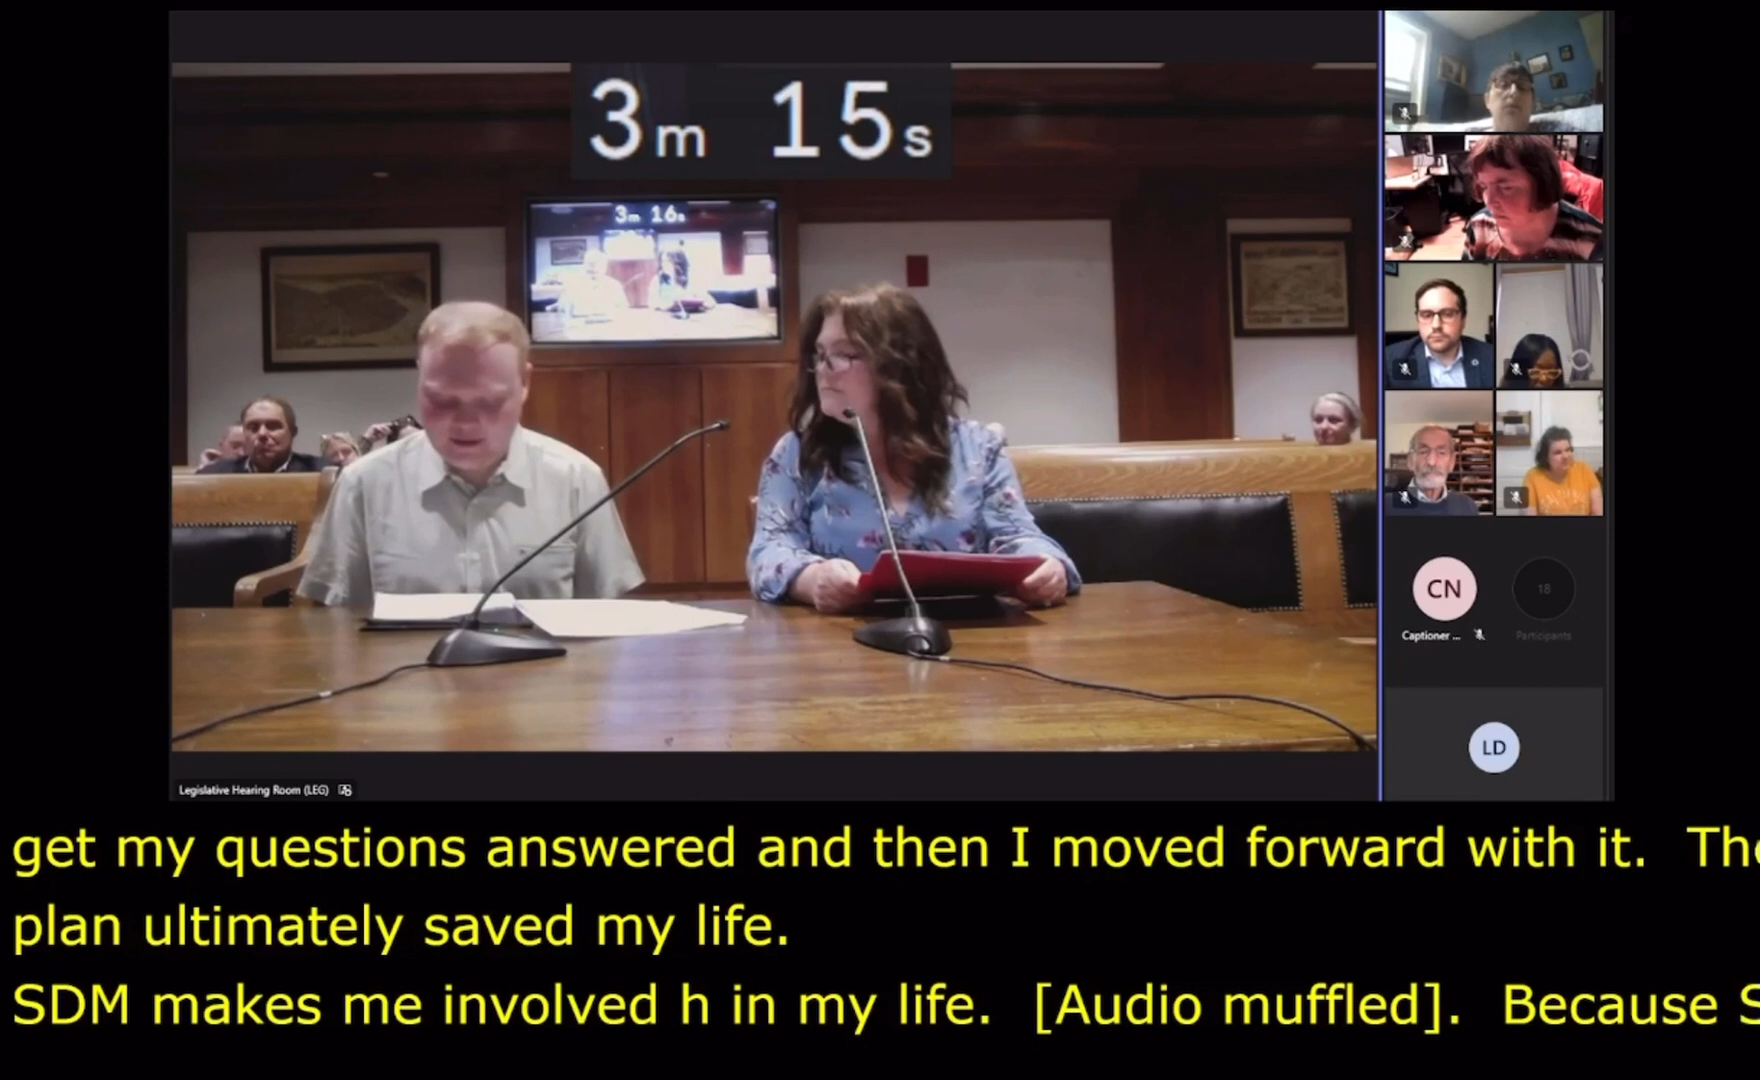 3m 15s
3m 16s
CN
18
Captioner ...
Participants
LD
Legislative Hearing Room (LEG)
get my questions answered and then I moved forward with it. The
plan ultimately saved my life.
SDM makes me involved h in my life. [Audio muffled]. Because S